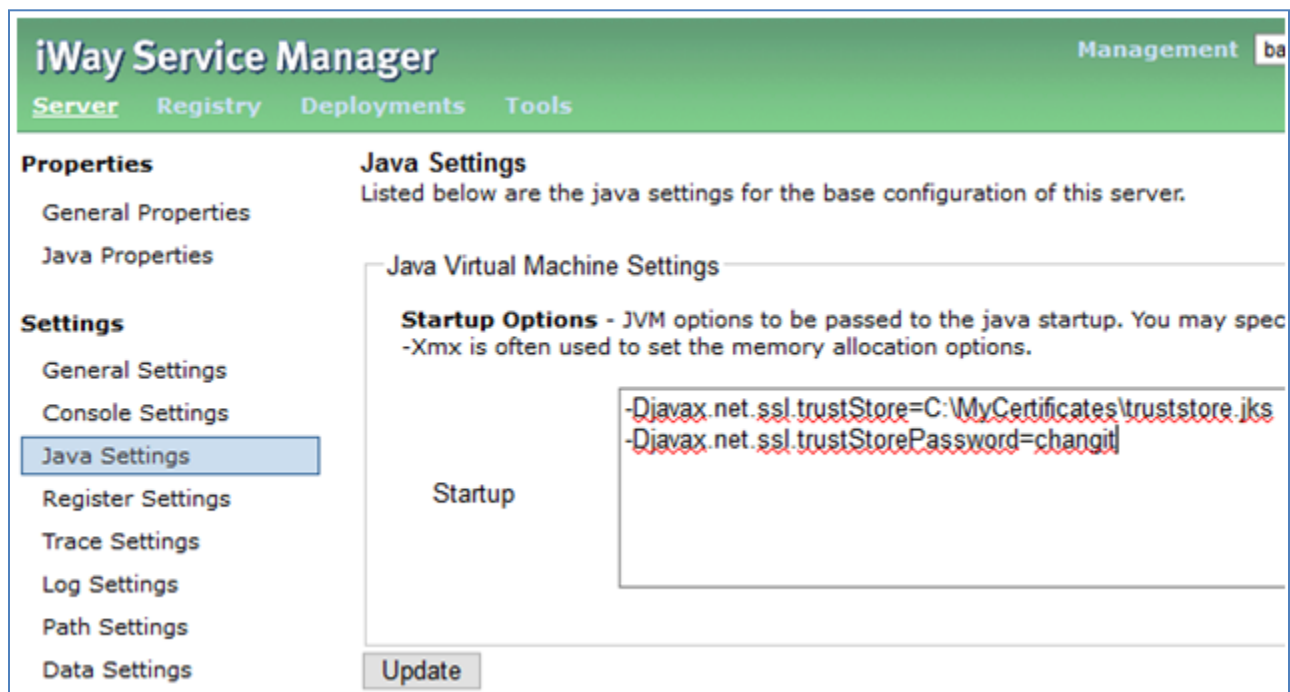 iWay Service Manager
Management ba
Server Registry Deployments Tools
Properties
General Properties
Java Properties
Settings
General Settings
Console Settings
Java Settings
Register Settings
Trace Settings
Log Settings
Path Settings
Data Settings
Java Settings
Listed below are the java settings for the base configuration of this server.
Java Virtual Machine Settings
Startup Options - JVM options to be passed to the java startup. You may spec
-Xmx is often used to set the memory allocation options.
Startup
-Djavax.net.ssl.trustStore=C:\MyCertificates\truststore.jks
-Djavax.net.ssl.trustStorePassword=changit
Update